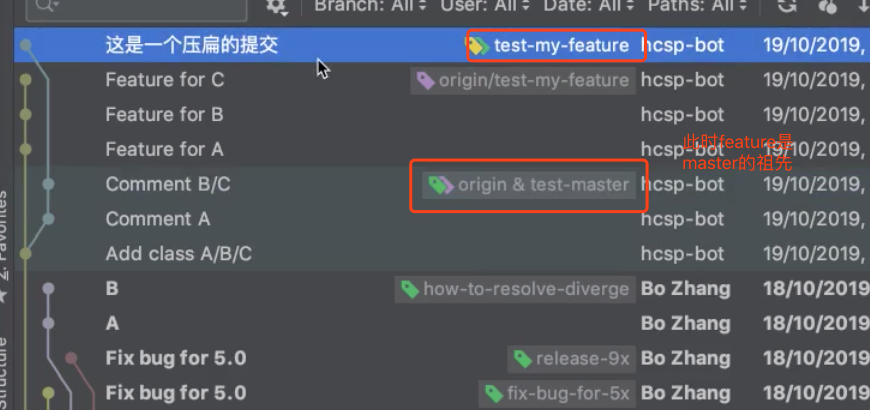 Branch: All User: All Date: All Paths: All
这是一个压扁的提交 test-my-feature hcsp-bot 19/10/2019,
Feature for C origin/test-my-feature hcsp-bot 19/10/2019,
Feature for B hcsp-bot 19/10/2019,
Feature for A hcsp-bot 19/10/2019,
此时feature是
master的祖先
Comment B/C origin & test-master hcsp-bot 19/10/2019,
Comment A hcsp-bot 19/10/2019,
Add class A/B/C hcsp-bot 19/10/2019,
B how-to-resolve-diverge Bo Zhang 18/10/2019
A Bo Zhang 18/10/2019
Fix bug for 5.0 release-9x Bo Zhang 18/10/2019
Fix bug for 5.0 fix-bug-for-5x Bo Zhang 18/10/2019
2: Favorites
Structure